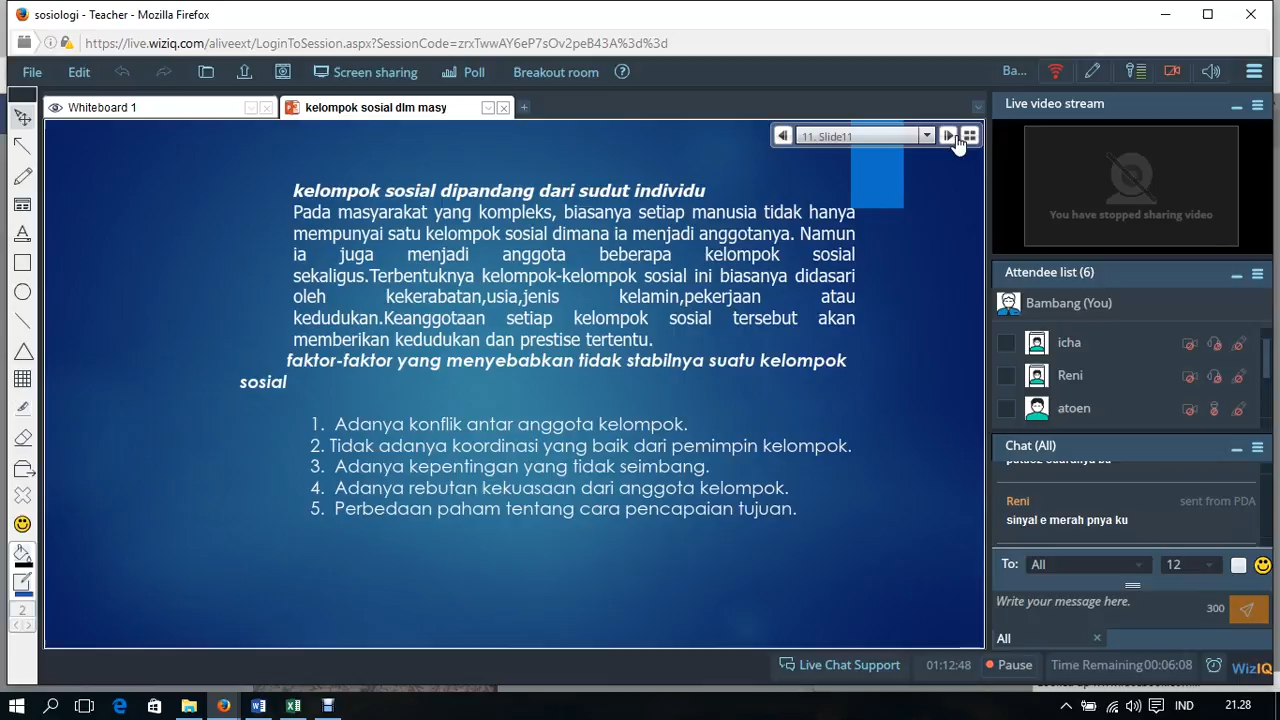 sosiologi - Teacher - Mozilla Firefox
https://live.wiziq.com/aliveext/LoginToSession.aspx?SessionCode=zrxTwwAY6eP7sOv2peB43A%3d%3d
File Edit Screen sharing Poll Breakout room Ba...
Whiteboard 1 kelompok sosial dlm masy
11. Slide11
kelompok sosial dipandang dari sudut individu
Pada masyarakat yang kompleks, biasanya setiap manusia tidak hanya
mempunyai satu kelompok sosial dimana ia menjadi anggotanya. Namun
ia juga menjadi anggota beberapa kelompok sosial
sekaligus.Terbentuknya kelompok-kelompok sosial ini biasanya didasari
oleh kekerabatan,usia,jenis kelamin,pekerjaan atau
kedudukan.Keanggotaan setiap kelompok sosial tersebut akan
memberikan kedudukan dan prestise tertentu.
faktor-faktor yang menyebabkan tidak stabilnya suatu kelompok
sosial
1. Adanya konflik antar anggota kelompok.
2. Tidak adanya koordinasi yang baik dari pemimpin kelompok.
3. Adanya kepentingan yang tidak seimbang.
4. Adanya rebutan kekuasaan dari anggota kelompok.
5. Perbedaan paham tentang cara pencapaian tujuan.
2
Live video stream
You have stopped sharing video
Attendee list (6)
Bambang (You)
icha
Reni
atoen
Chat (All)
Reni sent from PDA
sinyal e merah pnya ku
To: All 12
Write your message here. 300
All
Live Chat Support 01:12:48 Pause Time Remaining 00:06:08 WizIQ
IND 21.28